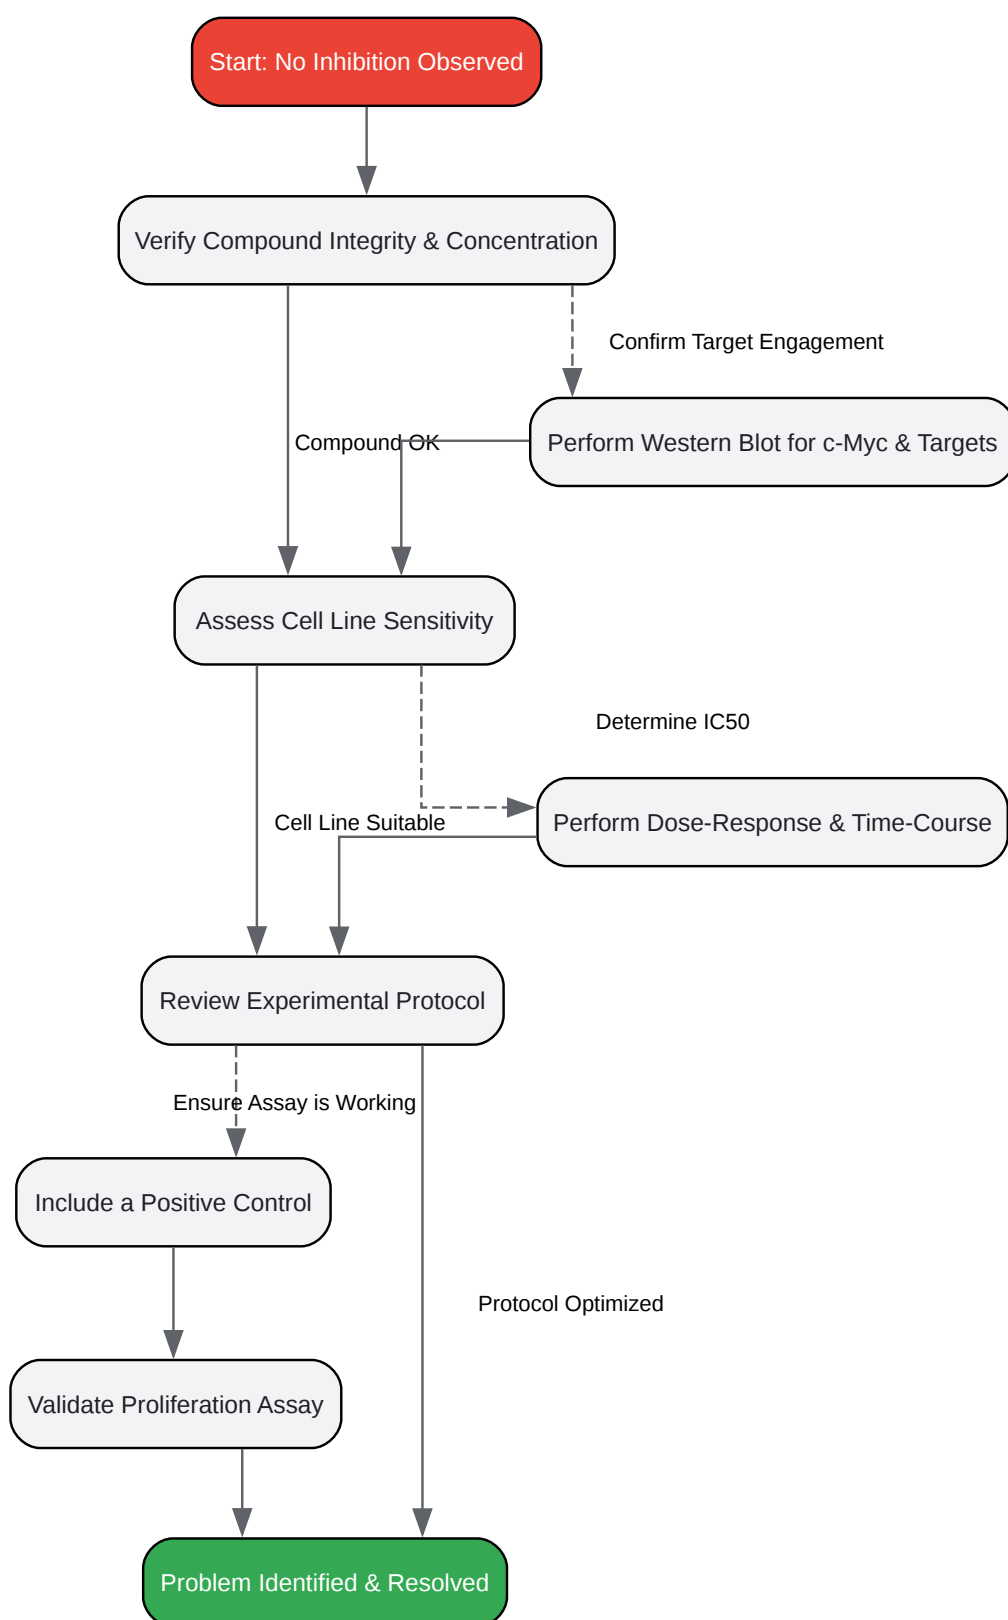 Start: No Inhibition Observed
Verify Compound Integrity & Concentration
Confirm Target Engagement
Compound OK
Perform Western Blot for c-Myc & Targets
Assess Cell Line Sensitivity
Determine IC50
Cell Line Suitable
Perform Dose-Response & Time-Course
Review Experimental Protocol
Ensure Assay is Working
Include a Positive Control
Protocol Optimized
Validate Proliferation Assay
Problem Identified & Resolved